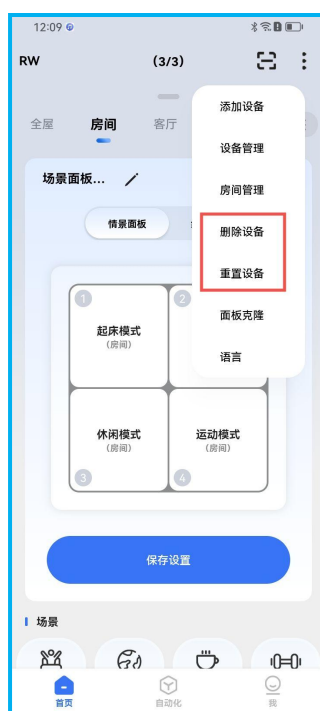 12:09
RW
(3/3)
添加设备
全屋
房间
客厅
设备管理
场景面板...
房间管理
情景面板
删除设备
重置设备
1
2
起床模式
(房间)
面板克隆
语言
休闲模式
(房间)
运动模式
(房间)
3
4
保存设置
场景
首页
自动化
我